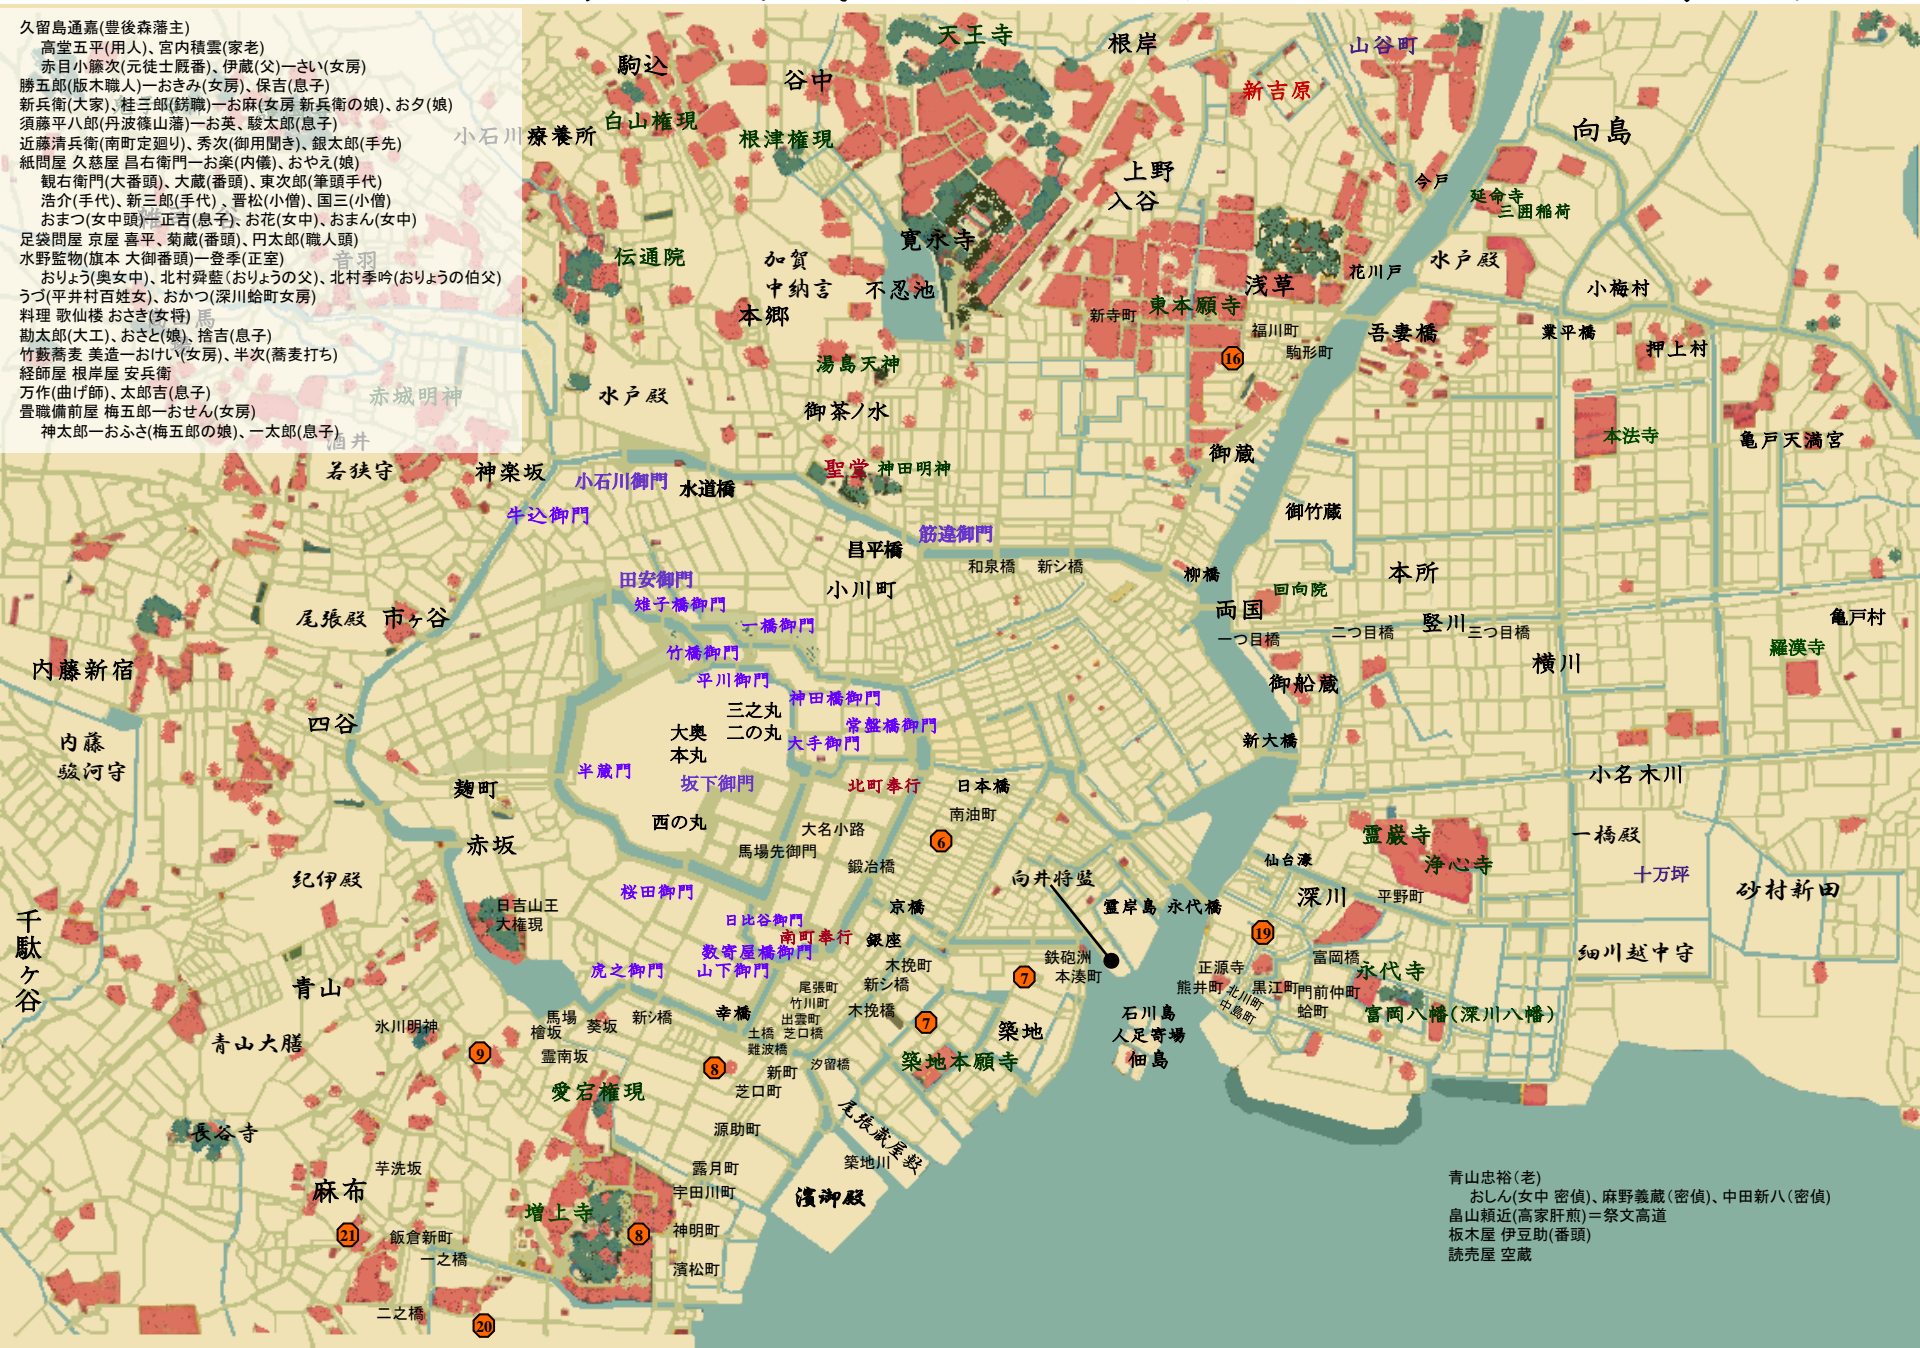 久留島通嘉(豊後森藩主)
高堂五平(用人)、宮内積雲(家老)
赤目小藤次(元徒士厩番)、伊蔵(父)―さい(女房)
勝五郎(版木職人)―おきみ(女房)、保吉(息子)
新兵衛(大家)、桂三郎(錺職)―お麻(女房 新兵衛の娘)、お夕(娘)
須藤平八郎(丹波篠山藩)―お英、駿太郎(息子)
近藤清兵衛(南町定廻り)、秀次(御用聞き)、銀太郎(手先)
紙問屋 久慈屋 昌右衛門―お楽(内儀)、おやえ(娘)
観右衛門(大番頭)、大蔵(番頭)、東次郎(筆頭手代)
浩介(手代)、新三郎(手代)、晋松(小僧)、国三(小僧)
おまつ(女中頭)―正吉(息子)、お花(女中)、おまん(女中)
足袋問屋 京屋 喜平、菊蔵(番頭)、円太郎(職人頭)
水野監物(旗本 大御番頭)―登季(正室)
おりょう(奥女中)、北村舜藍(おりょうの父)、北村季吟(おりょうの伯父)
うづ(平井村百姓女)、おかつ(深川蛤町女房)
料理 歌仙楼 おさき(女将)
勘太郎(大工)、おさと(娘)、捨吉(息子)
竹藪蕎麦 美造―おけい(女房)、半次(蕎麦打ち)
経師屋 根岸屋 安兵衛
万作(曲げ師)、太郎吉(息子)
畳職備前屋 梅五郎―おせん(女房)
神太郎―おふさ(梅五郎の娘)、一太郎(息子)
小石川療養所
音羽
赤城明神
酒井
若狭守
駒込
白山権現
谷中
根津権現
天王寺
根岸
新吉原
山谷町
向島
上野
入谷
今戸
延命寺
三囲稲荷
寛永寺
伝通院
加賀
中納言
不忍池
本郷
浅草
花川戸
水戸殿
小梅村
新寺町
東本願寺
福川町
駒形町
16
吾妻橋
業平橋
押上村
湯島天神
水戸殿
御茶ノ水
本法寺
亀戸天満宮
神楽坂
小石川御門
水道橋
聖堂
神田明神
御蔵
牛込御門
御竹蔵
筋違御門
昌平橋
和泉橋
新シ橋
柳橋
本所
田安御門
小川町
回向院
雉子橋御門
両国
尾張殿
市ヶ谷
一橋御門
一つ目橋
二つ目橋
竪川
三つ目橋
亀戸村
竹橋御門
羅漢寺
内藤新宿
平川御門
横川
御船蔵
神田橋御門
三之丸
二の丸
四谷
大奥
本丸
常盤橋御門
大手御門
新大橋
内藤
駿河守
半蔵門
坂下御門
北町奉行
日本橋
小名木川
麹町
南油町
西の丸
大名小路
6
霊巌寺
一橋殿
赤坂
馬場先御門
鍛冶橋
仙台濠
浄心寺
紀伊殿
桜田御門
向井将監
深川
平野町
十万坪
砂村新田
千駄ヶ谷
日吉山王
大権現
京橋
霊岸島
永代橋
日比谷御門
南町奉行
銀座
19
数寄屋橋御門
虎之御門
山下御門
木挽町
鉄砲洲
本湊町
7
正源寺
富岡橋
細川越中守
永代寺
青山
新シ橋
尾張町
竹川町
出雲町
木挽橋
熊井町
北川町
中島町
黒江町
門前仲町
蛤町
富岡八幡(深川八幡)
氷川明神
馬場
檜坂
葵坂
新シ橋
幸橋
土橋
芝口橋
難波橋
7
築地
石川島
人足寄場
佃島
青山大膳
9
霊南坂
8
新町
汐留橋
築地本願寺
愛宕権現
芝口町
源助町
尾張蔵屋敷
長谷寺
芋洗坂
露月町
築地川
麻布
宇田川町
濱御殿
増上寺
21
飯倉新町
8
神明町
一之橋
濱松町
二之橋
20
青山忠裕(老)
おしん(女中 密偵)、麻野義蔵(密偵)、中田新八(密偵)
畠山頼近(高家肝煎)＝祭文高道
板木屋 伊豆助(番頭)
読売屋 空蔵